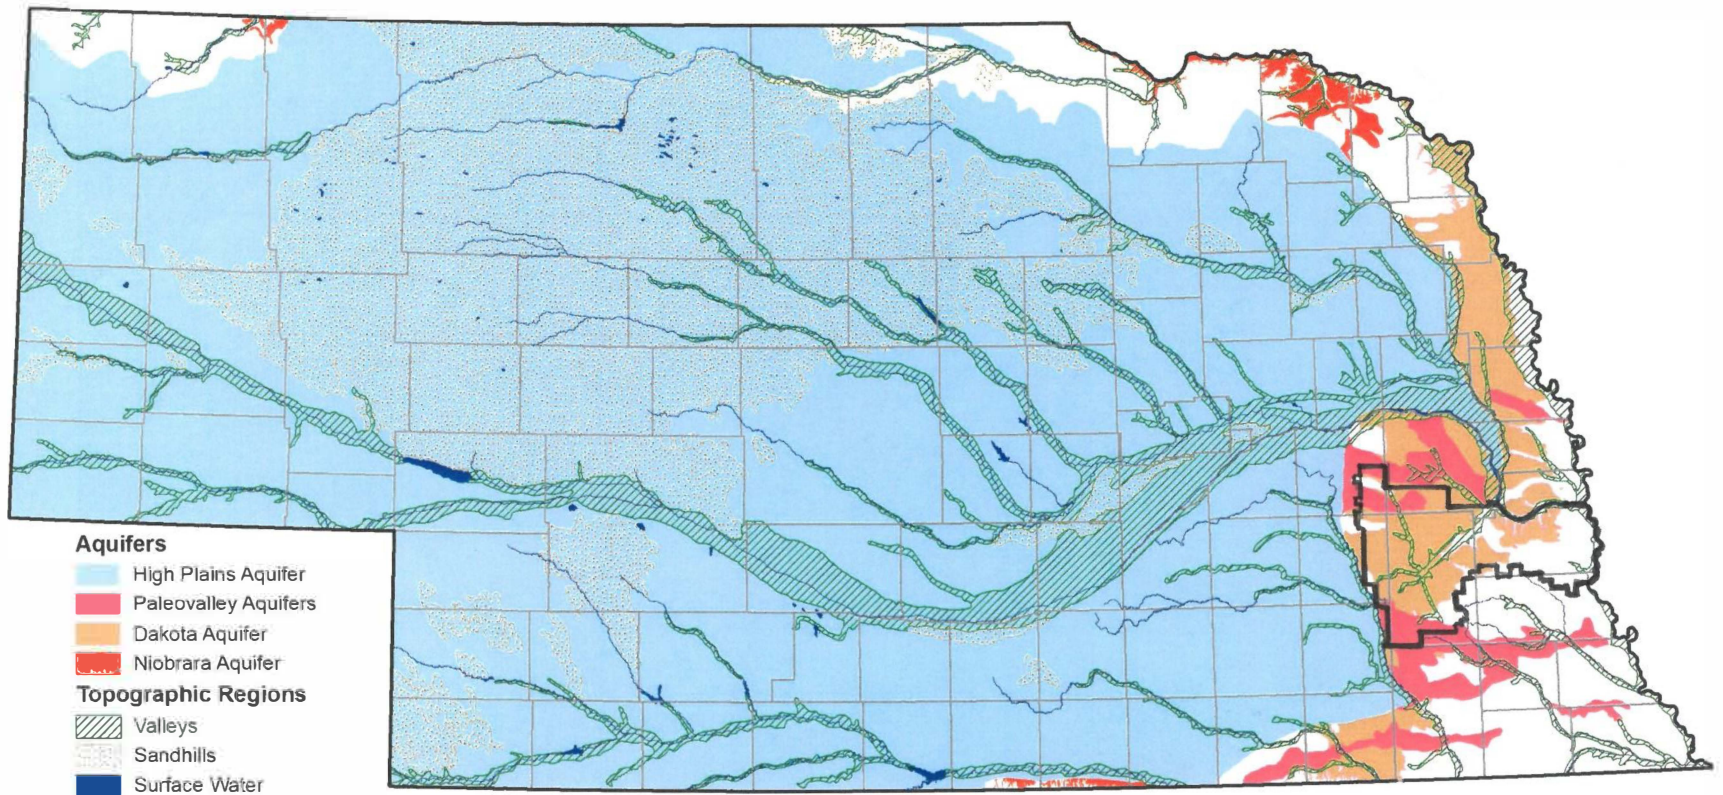 Aquifers
High Plains Aquifer
Paleovalley Aquifers
Dakota Aquifer
Niobrara Aquifer
Topographic Regions
Valleys
Sandhills
Surface Water